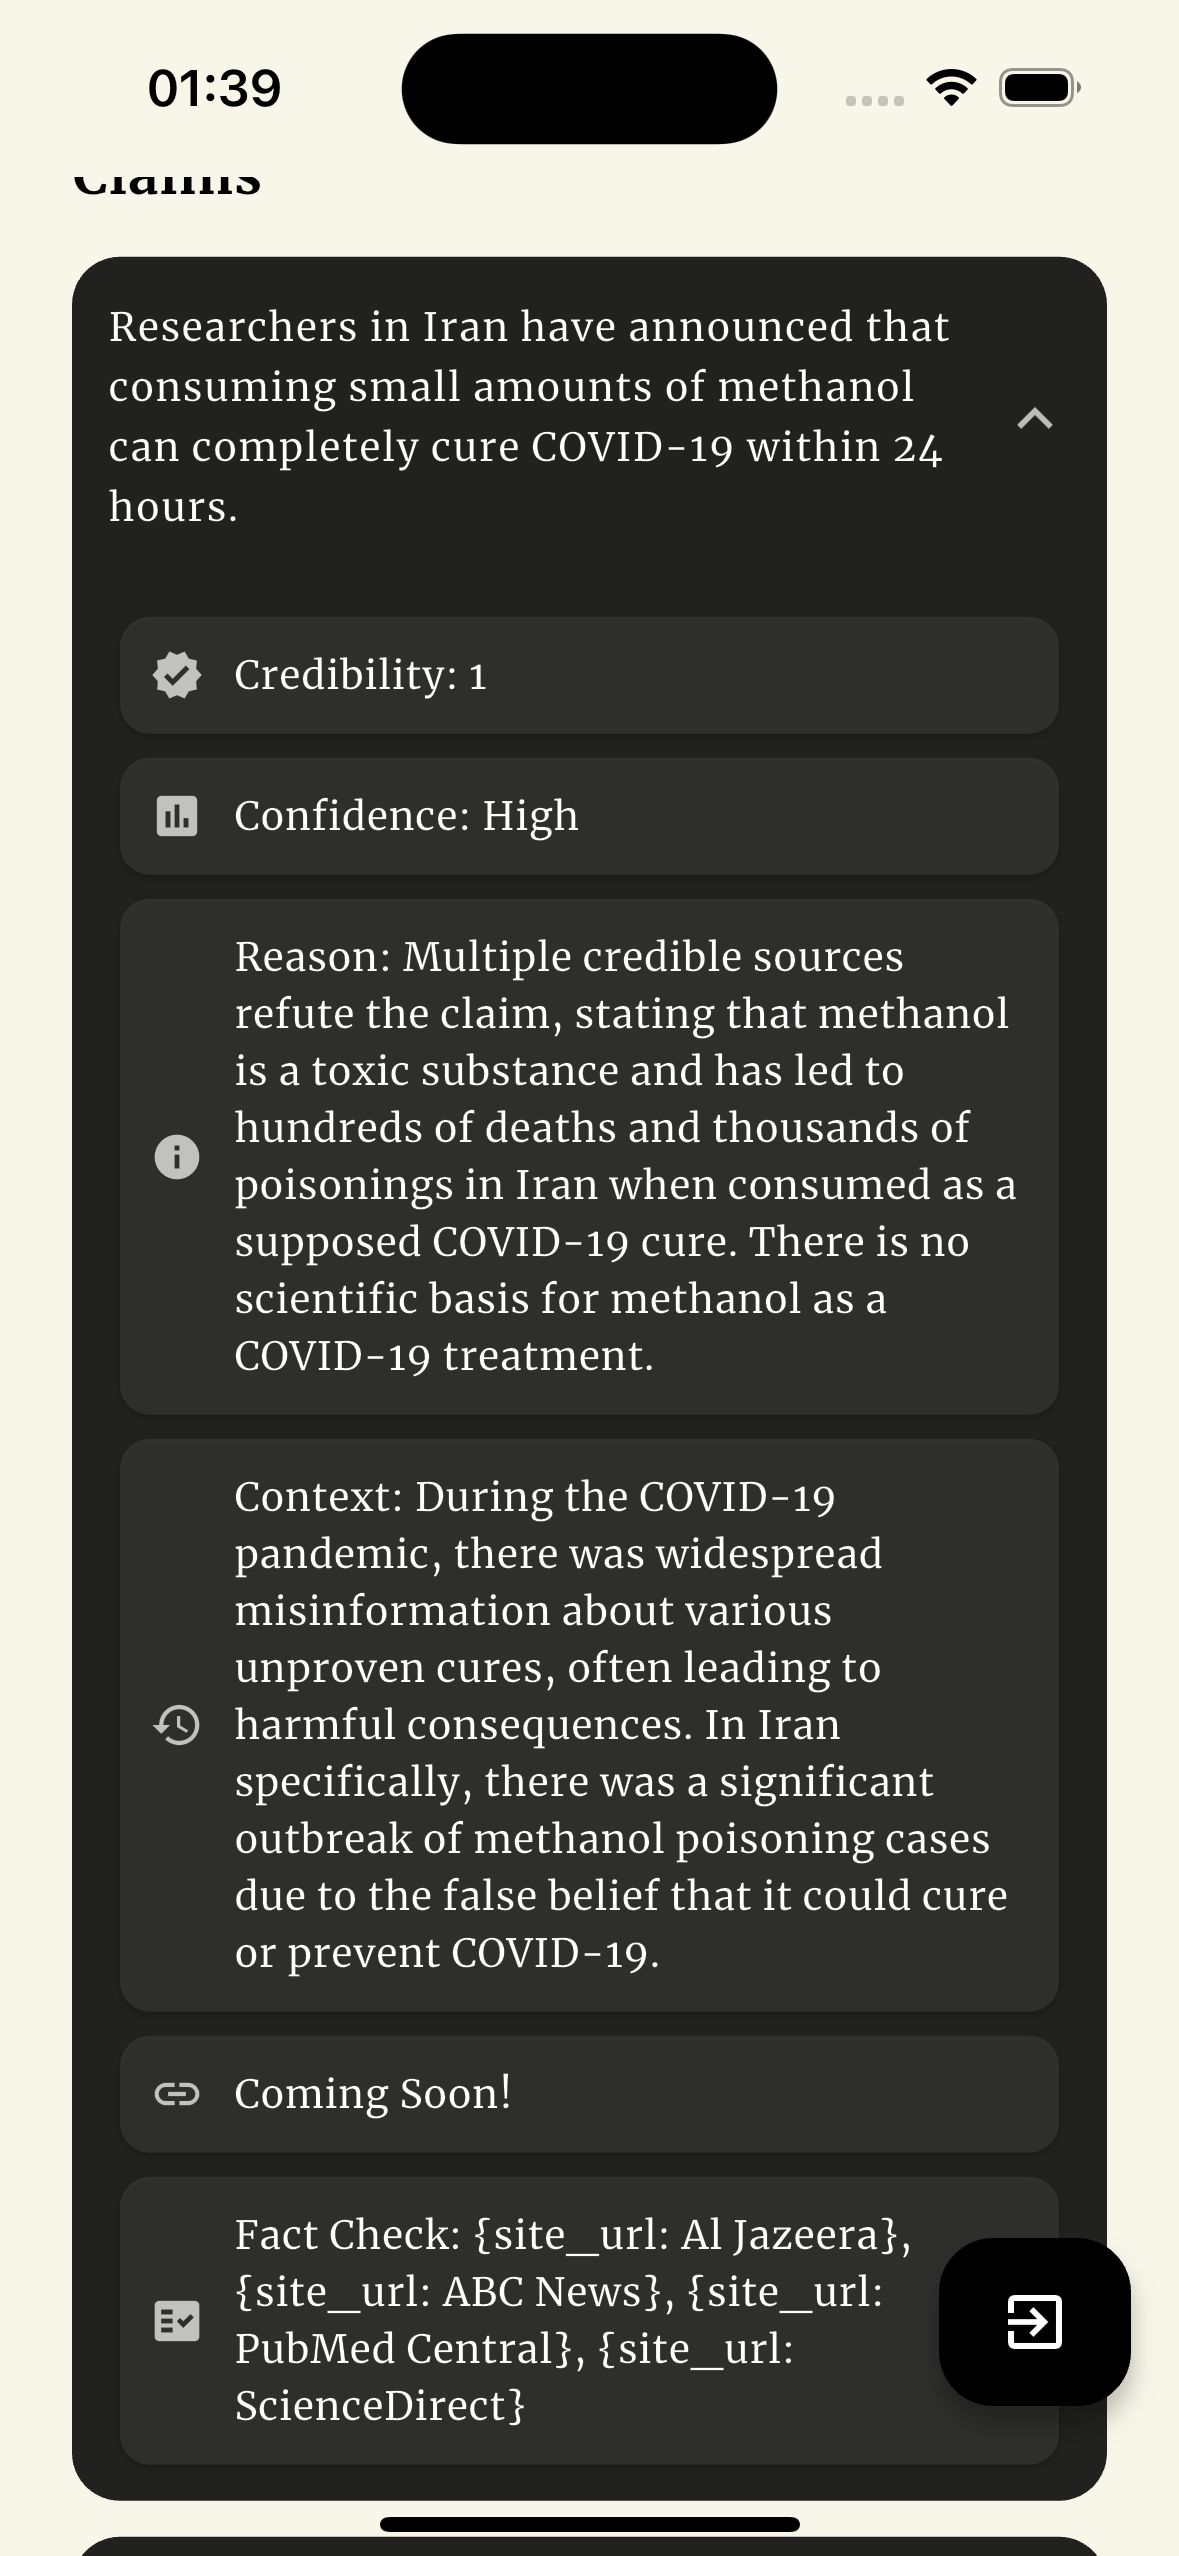 01:39
Claims
Researchers in Iran have announced that
consuming small amounts of methanol
can completely cure COVID-19 within 24
hours.
Credibility: 1
Confidence: High
Reason: Multiple credible sources
refute the claim, stating that methanol
is a toxic substance and has led to
hundreds of deaths and thousands of
poisonings in Iran when consumed as a
supposed COVID-19 cure. There is no
scientific basis for methanol as a
COVID-19 treatment.
Context: During the COVID-19
pandemic, there was widespread
misinformation about various
unproven cures, often leading to
harmful consequences. In Iran
specifically, there was a significant
outbreak of methanol poisoning cases
due to the false belief that it could cure
or prevent COVID-19.
Coming Soon!
Fact Check: {site_url: Al Jazeera},
{site_url: ABC News}, {site_url:
PubMed Central}, {site_url:
ScienceDirect}